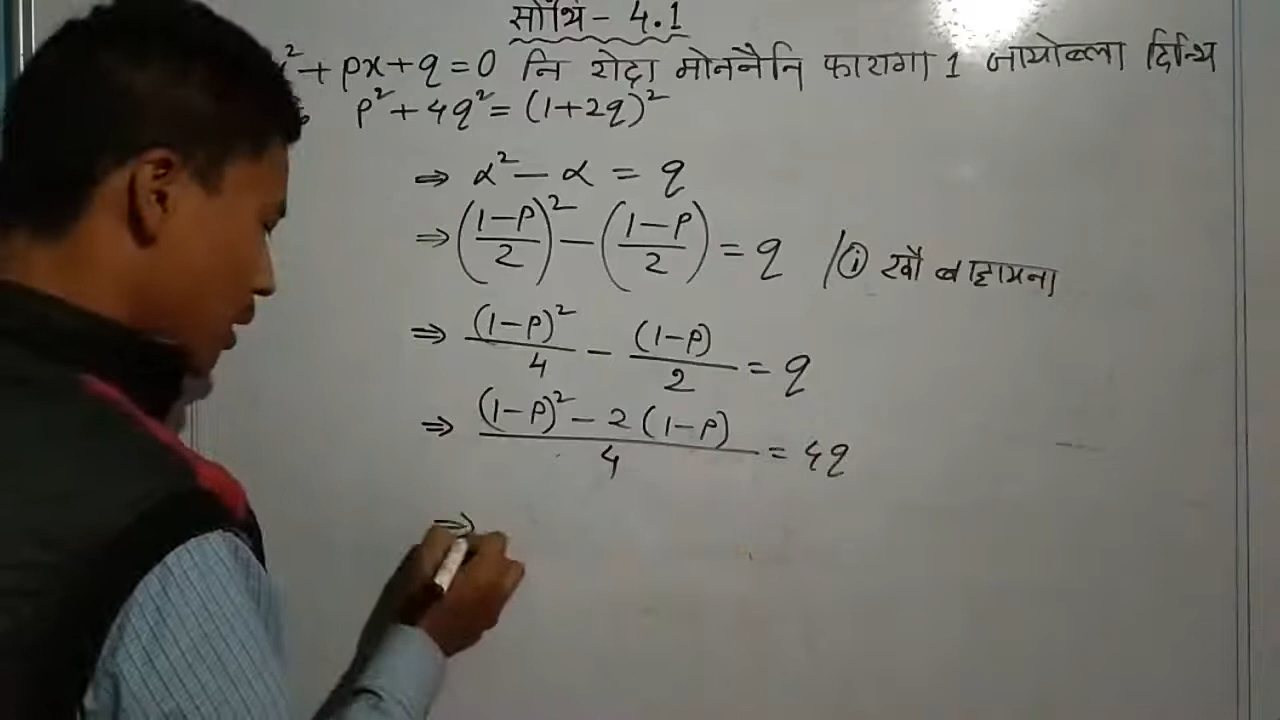 सोंथि- 4.1
x² + px + q = 0 नि रोदा मोननैनि फारागा 1 जायोब्ला दिन्थि
p² + 4q² = (1+2q)²
⇒ α² - α = q
⇒ ((1-P)/2)² - ((1-P)/2) = q /(i) खौ बाहायना
⇒ (1-P)²/4 - (1-P)/2 = q
⇒ ((1-P)² - 2(1-P))/4 = 4q
⇒